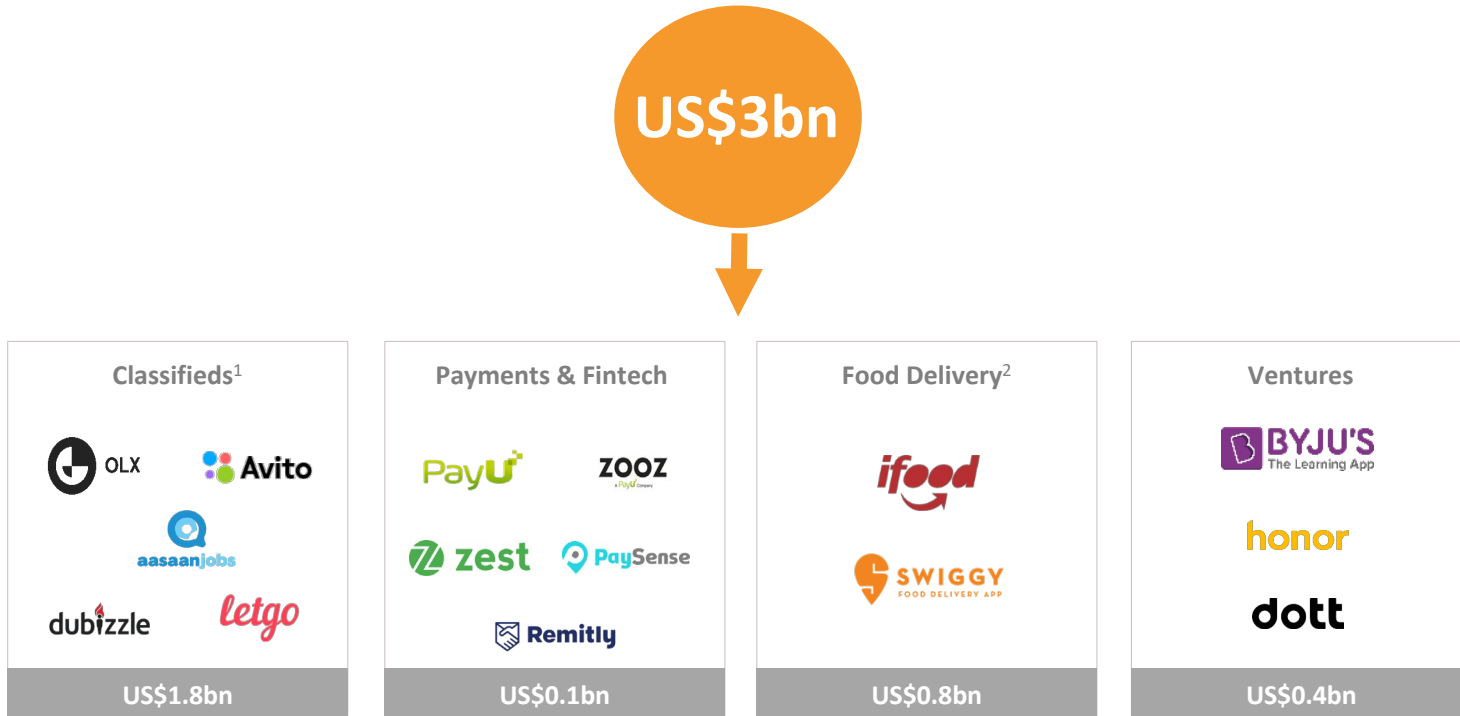 US$3bn
Classifieds1
OLX
Avito
aasaanjobs
dubizzle
letgo
US$1.8bn
Payments & Fintech
PayU
ZOOZ
A PayU Company
zest
PaySense
Remitly
US$0.1bn
Food Delivery2
ifood
SWIGGY
FOOD DELIVERY APP
US$0.8bn
Ventures
BYJU'S
The Learning App
honor
dott
US$0.4bn